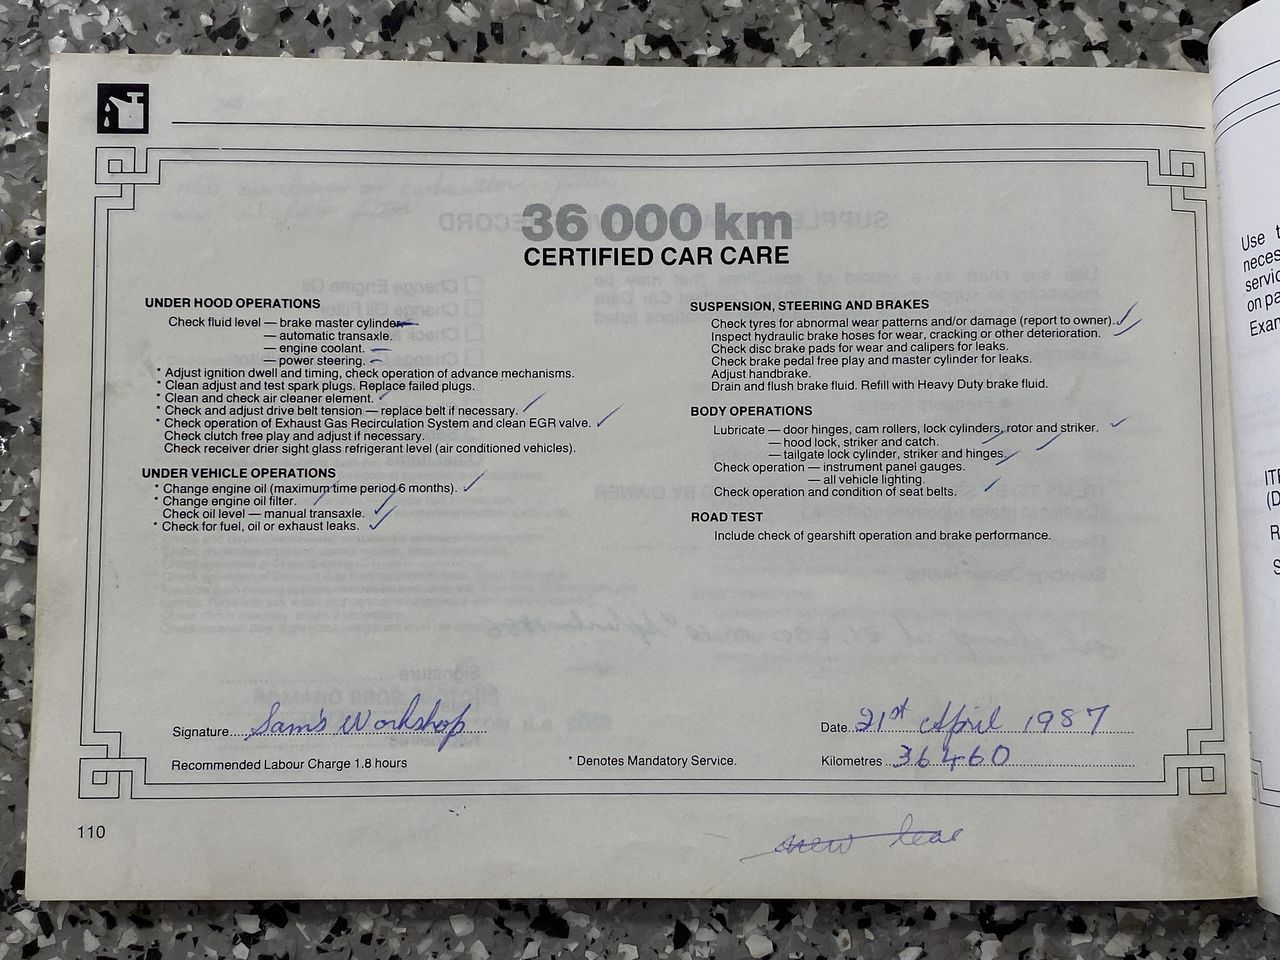 36 000 km
CERTIFIED CAR CARE
UNDER HOOD OPERATIONS
Check fluid level — brake master cylinder.
— automatic transaxle.
— engine coolant.
— power steering.
* Adjust ignition dwell and timing, check operation of advance mechanisms.
* Clean adjust and test spark plugs. Replace failed plugs.
* Clean and check air cleaner element.
* Check and adjust drive belt tension — replace belt if necessary.
* Check operation of Exhaust Gas Recirculation System and clean EGR valve.
Check clutch free play and adjust if necessary.
Check receiver drier sight glass refrigerant level (air conditioned vehicles).
UNDER VEHICLE OPERATIONS
* Change engine oil (maximum time period 6 months).
* Change engine oil filter.
Check oil level — manual transaxle.
* Check for fuel, oil or exhaust leaks.
SUSPENSION, STEERING AND BRAKES
Check tyres for abnormal wear patterns and/or damage (report to owner).
Inspect hydraulic brake hoses for wear, cracking or other deterioration.
Check disc brake pads for wear and calipers for leaks.
Check brake pedal free play and master cylinder for leaks.
Adjust handbrake.
Drain and flush brake fluid. Refill with Heavy Duty brake fluid.
BODY OPERATIONS
Lubricate — door hinges, cam rollers, lock cylinders, rotor and striker.
— hood lock, striker and catch.
— tailgate lock cylinder, striker and hinges.
Check operation — instrument panel gauges.
— all vehicle lighting.
Check operation and condition of seat belts.
ROAD TEST
Include check of gearshift operation and brake performance.
Signature Sam's Workshop
Date 21st April 1987
Recommended Labour Charge 1.8 hours
* Denotes Mandatory Service.
Kilometres 36460
110
new
Use
on pa
Exam
(D
R
S